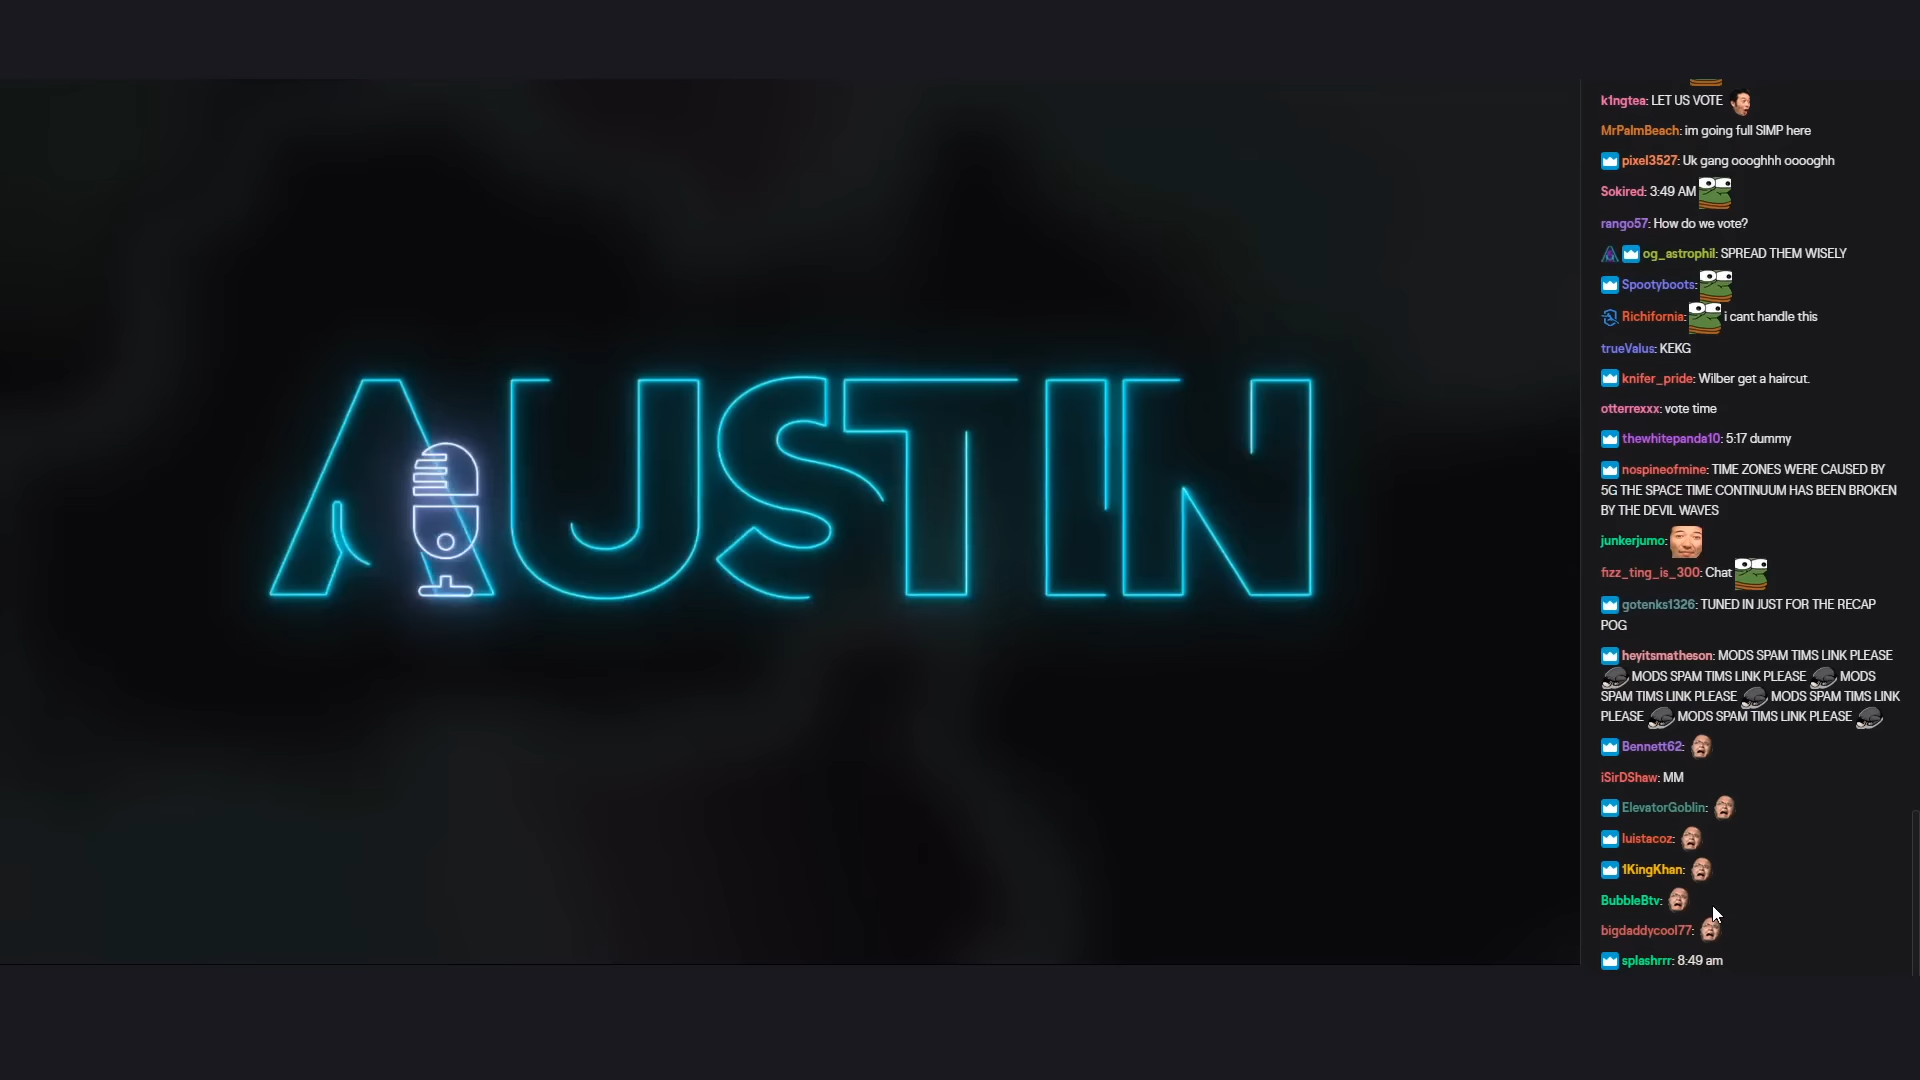 AUSTIN
k1ngtea: LET US VOTE
MrPalmBeach: im going full SIMP here
pixel3527: Uk gang oooghhh ooooghh
Sokired: 3:49 AM
rango57: How do we vote?
og_astrophil: SPREAD THEM WISELY
Spootyboots:
Richifornia: i cant handle this
trueValus: KEKG
knifer_pride: Wilber get a haircut.
otterrexxx: vote time
thewhitepanda10: 5:17 dummy
nospineofmine: TIME ZONES WERE CAUSED BY
5G THE SPACE TIME CONTINUUM HAS BEEN BROKEN
BY THE DEVIL WAVES
junkerjumo:
fizz_ting_is_300: Chat
gotenks1326: TUNED IN JUST FOR THE RECAP
POG
heyitsmatheson: MODS SPAM TIMS LINK PLEASE
MODS SPAM TIMS LINK PLEASE MODS
SPAM TIMS LINK PLEASE MODS SPAM TIMS LINK
PLEASE MODS SPAM TIMS LINK PLEASE
Bennett62:
iSirDShaw: MM
ElevatorGoblin:
luistacoz:
1KingKhan:
BubbleBtv:
bigdaddycool77:
splashrrr: 8:49 am